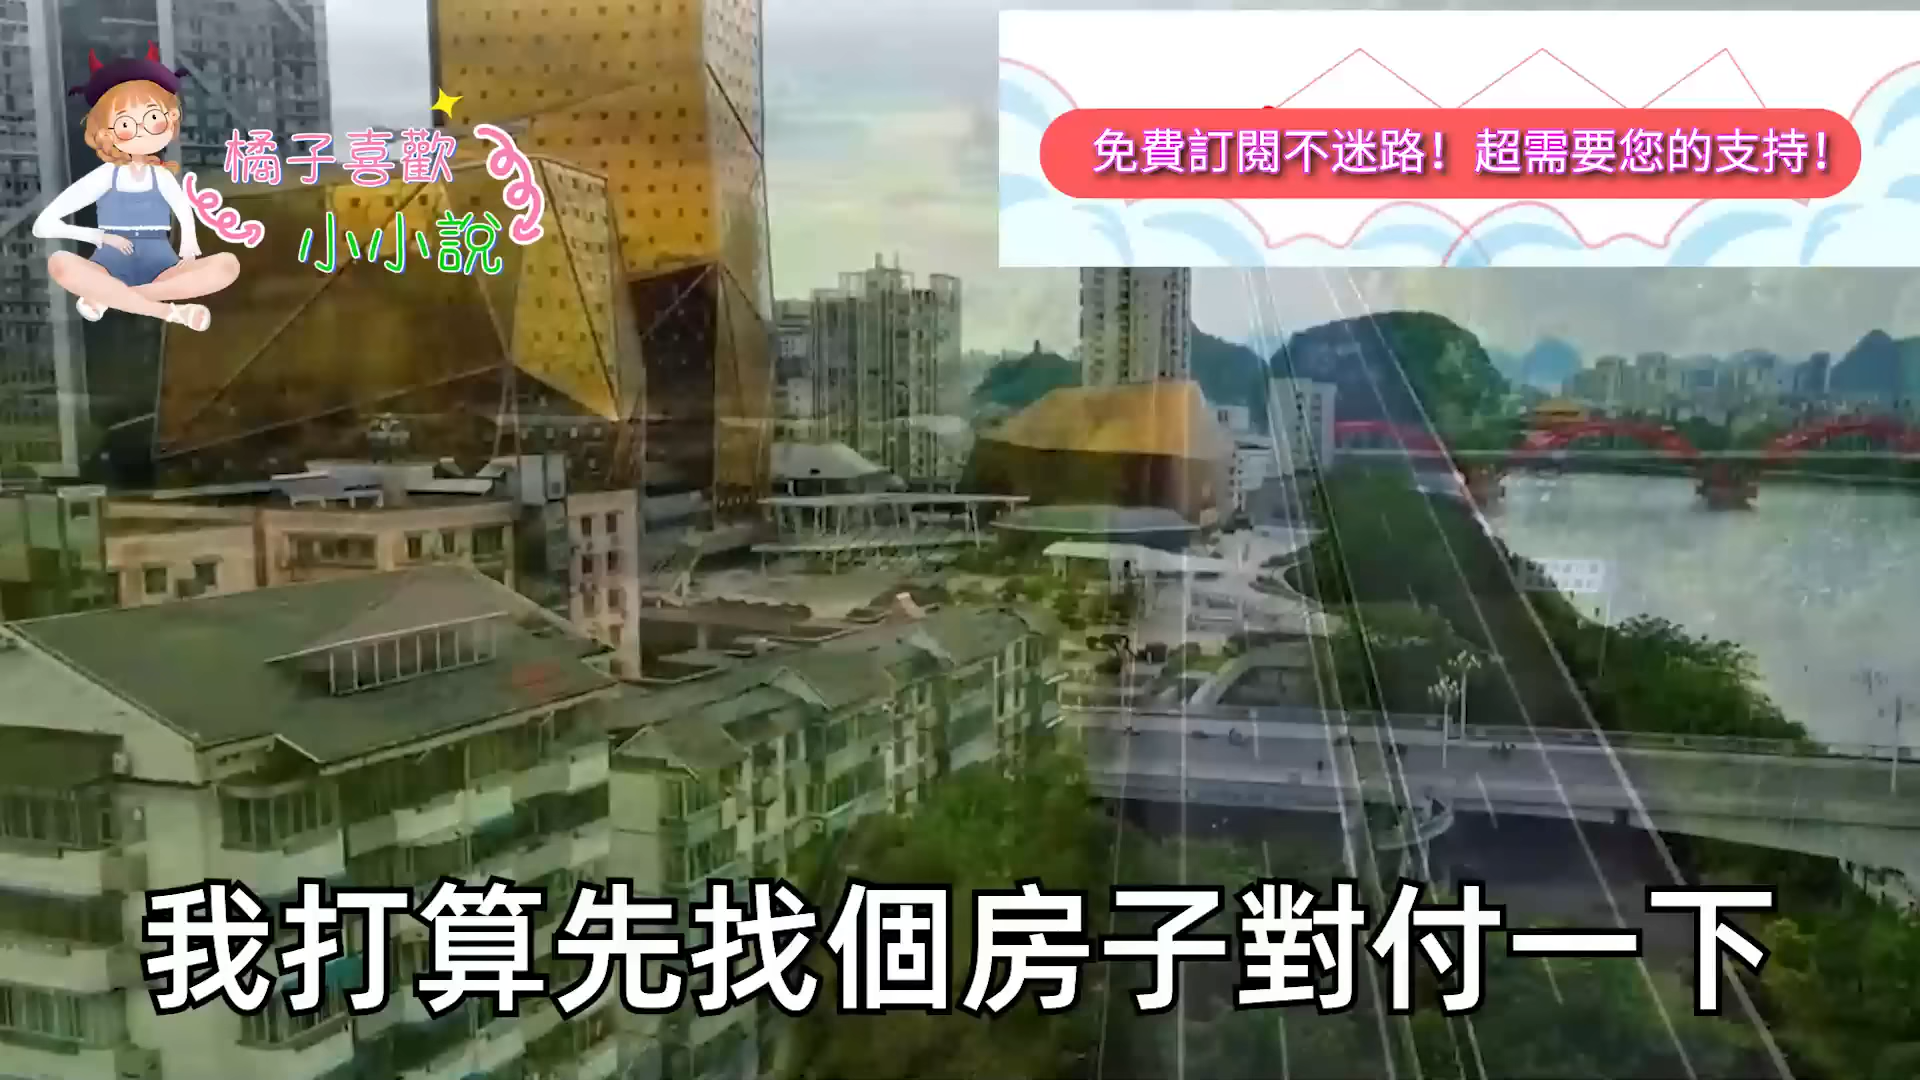 橘子喜歡
小小說
免費訂閱不迷路！超需要您的支持！
我打算先找個房子對付一下